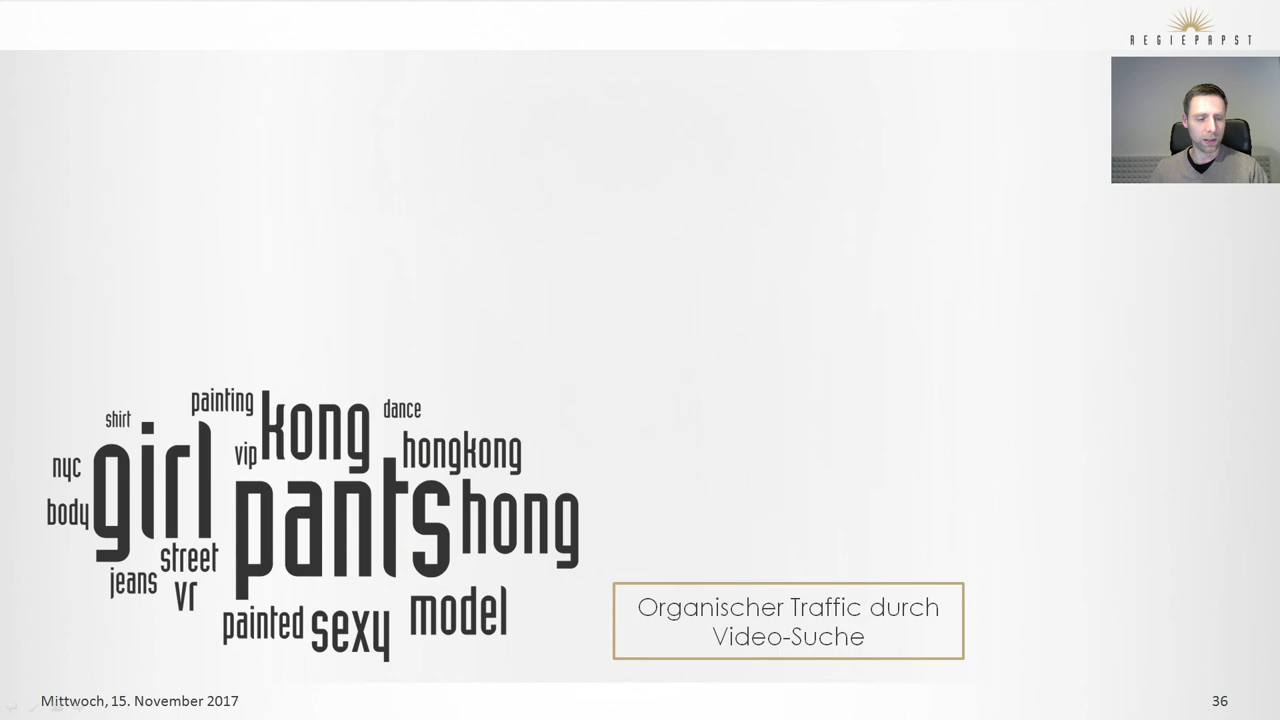 REGIEPAPST
painting
kong
dance
shirt
nyc
girl
vip
hongkong
body
pants
hong
street
jeans
vr
painted
sexy
model
Organischer Traffic durch
Video-Suche
Mittwoch, 15. November 2017
36